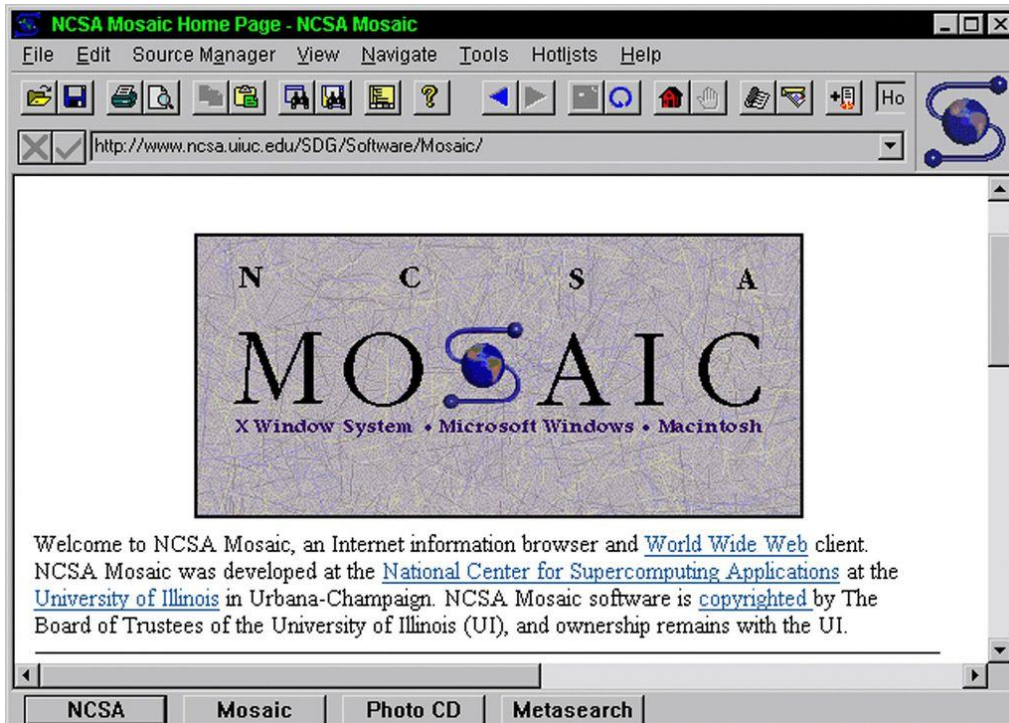 NCSA Mosaic Home Page - NCSA Mosaic
File Edit Source Manager View Navigate Tools Hotlists Help
Ho
http://www.ncsa.uiuc.edu/SDG/Software/Mosaic/
N C S A
MOSAIC
X Window System • Microsoft Windows • Macintosh
Welcome to NCSA Mosaic, an Internet information browser and World Wide Web client.
NCSA Mosaic was developed at the National Center for Supercomputing Applications at the
University of Illinois in Urbana-Champaign. NCSA Mosaic software is copyrighted by The
Board of Trustees of the University of Illinois (UI), and ownership remains with the UI.
NCSA Mosaic Photo CD Metasearch